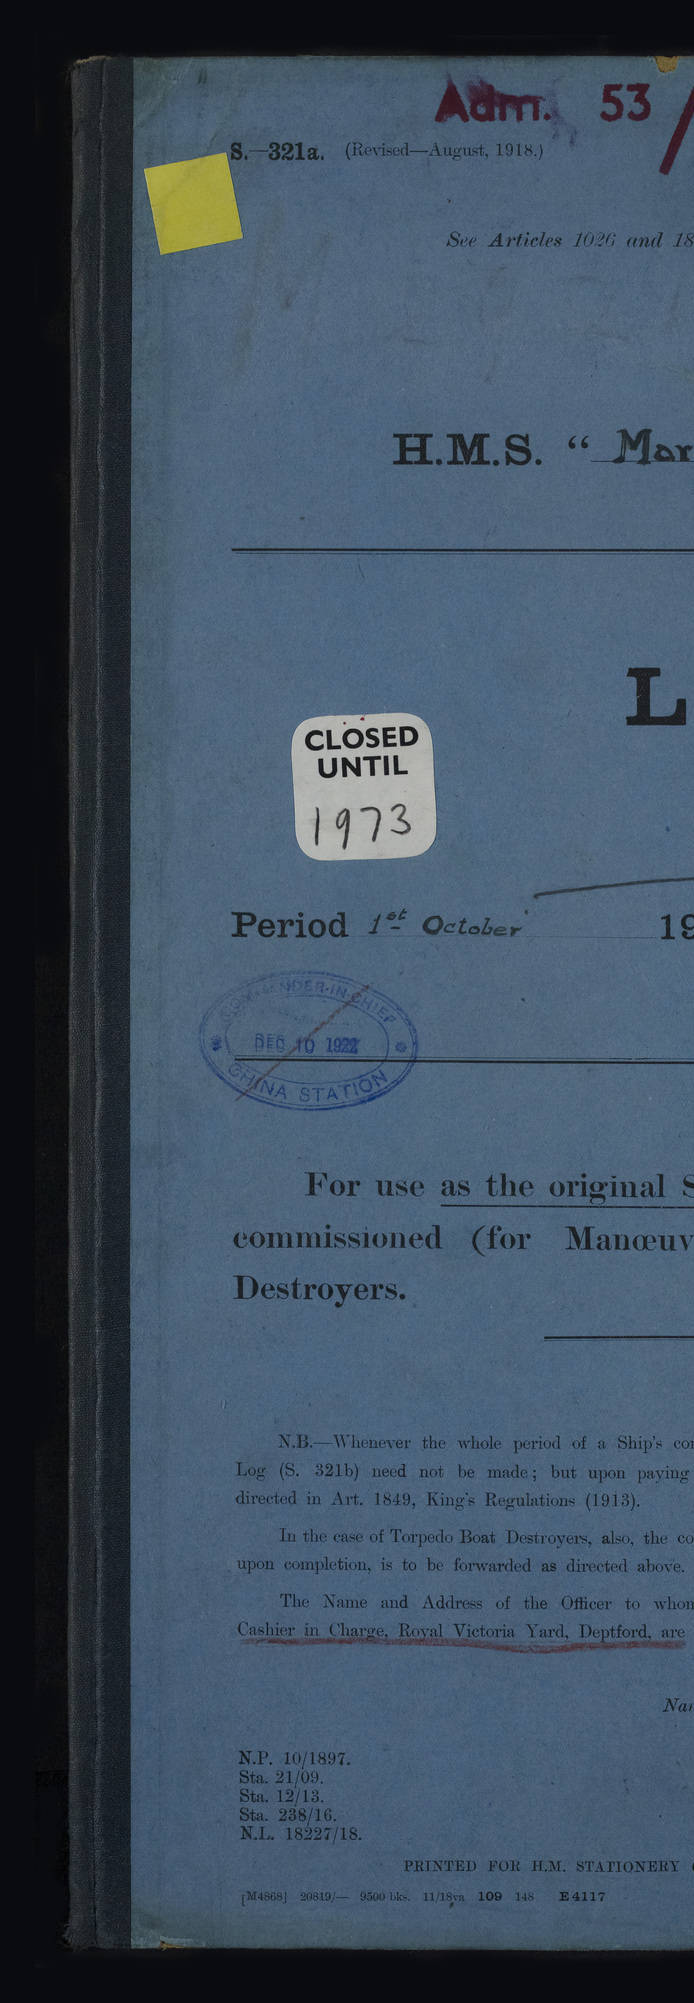 Adm. 53 /
S.—321a. (Revised—August, 1918.)
See Articles 1026 and 18
H.M.S. “ Mar
L
CLOSED
UNTIL
1973
Period 1st October 19
COMMANDER-IN-CHIEF
DEC 10 1922
CHINA STATION
For use as the original S
commissioned (for Manœuv
Destroyers.
N.B.—Whenever the whole period of a Ship's co
Log (S. 321b) need not be made; but upon paying
directed in Art. 1849, King's Regulations (1913).
In the case of Torpedo Boat Destroyers, also, the co
upon completion, is to be forwarded as directed above.
The Name and Address of the Officer to whom
Cashier in Charge, Royal Victoria Yard, Deptford, are
Nam
N.P. 10/1897.
Sta. 21/09.
Sta. 12/13.
Sta. 238/16.
N.L. 18227/18.
PRINTED FOR H.M. STATIONERY
[M4868] 20819/— 9500 bks. 11/18 109 148 E4117